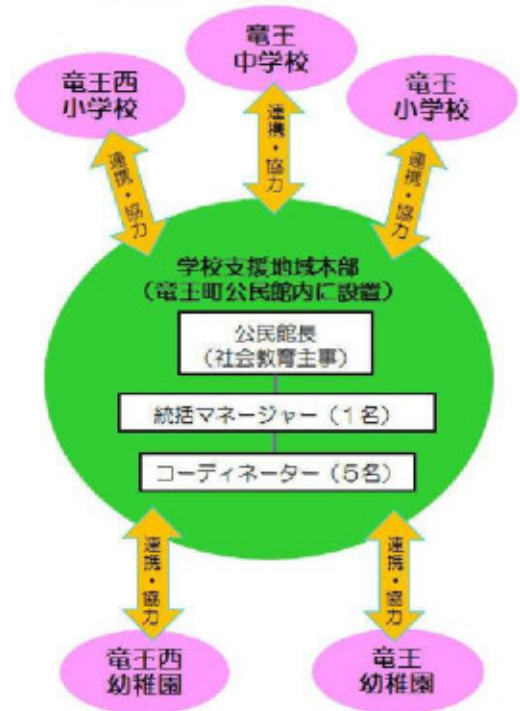 竜王
中学校
竜王西
小学校
竜王
小学校
連携・協力
連携・協力
連携・協力
学校支援地域本部
（竜王町公民館内に設置）
公民館長
（社会教育主事）
統括マネージャー（１名）
コーディネーター（５名）
連携・協力
連携・協力
竜王西
幼稚園
竜王
幼稚園